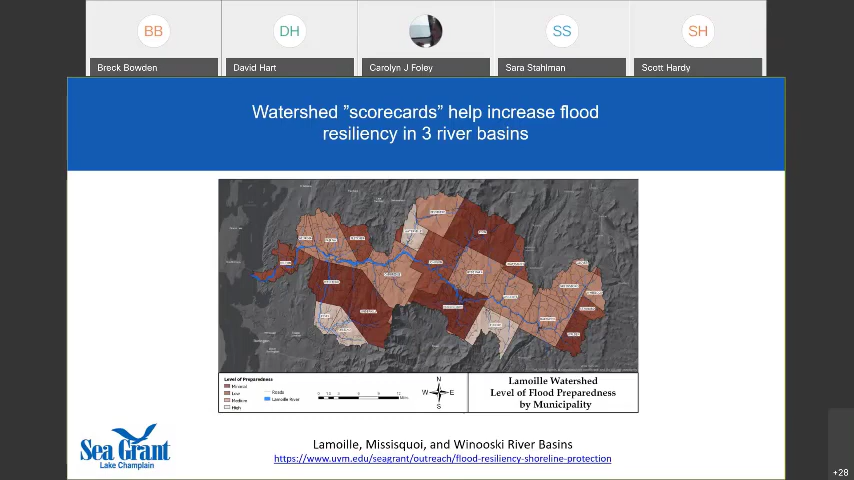 BB
DH
SS
SH
Breck Bowden
David Hart
Carolyn J Foley
Sara Stahlman
Scott Hardy
Watershed ”scorecards” help increase flood
resiliency in 3 river basins
Level of Preparedness
Minimal
Low
Medium
High
Roads
Lamoille River
N
W
E
S
Lamoille Watershed
Level of Flood Preparedness
by Municipality
Sea Grant
Lake Champlain
Lamoille, Missisquoi, and Winooski River Basins
https://www.uvm.edu/seagrant/outreach/flood-resiliency-shoreline-protection
+28